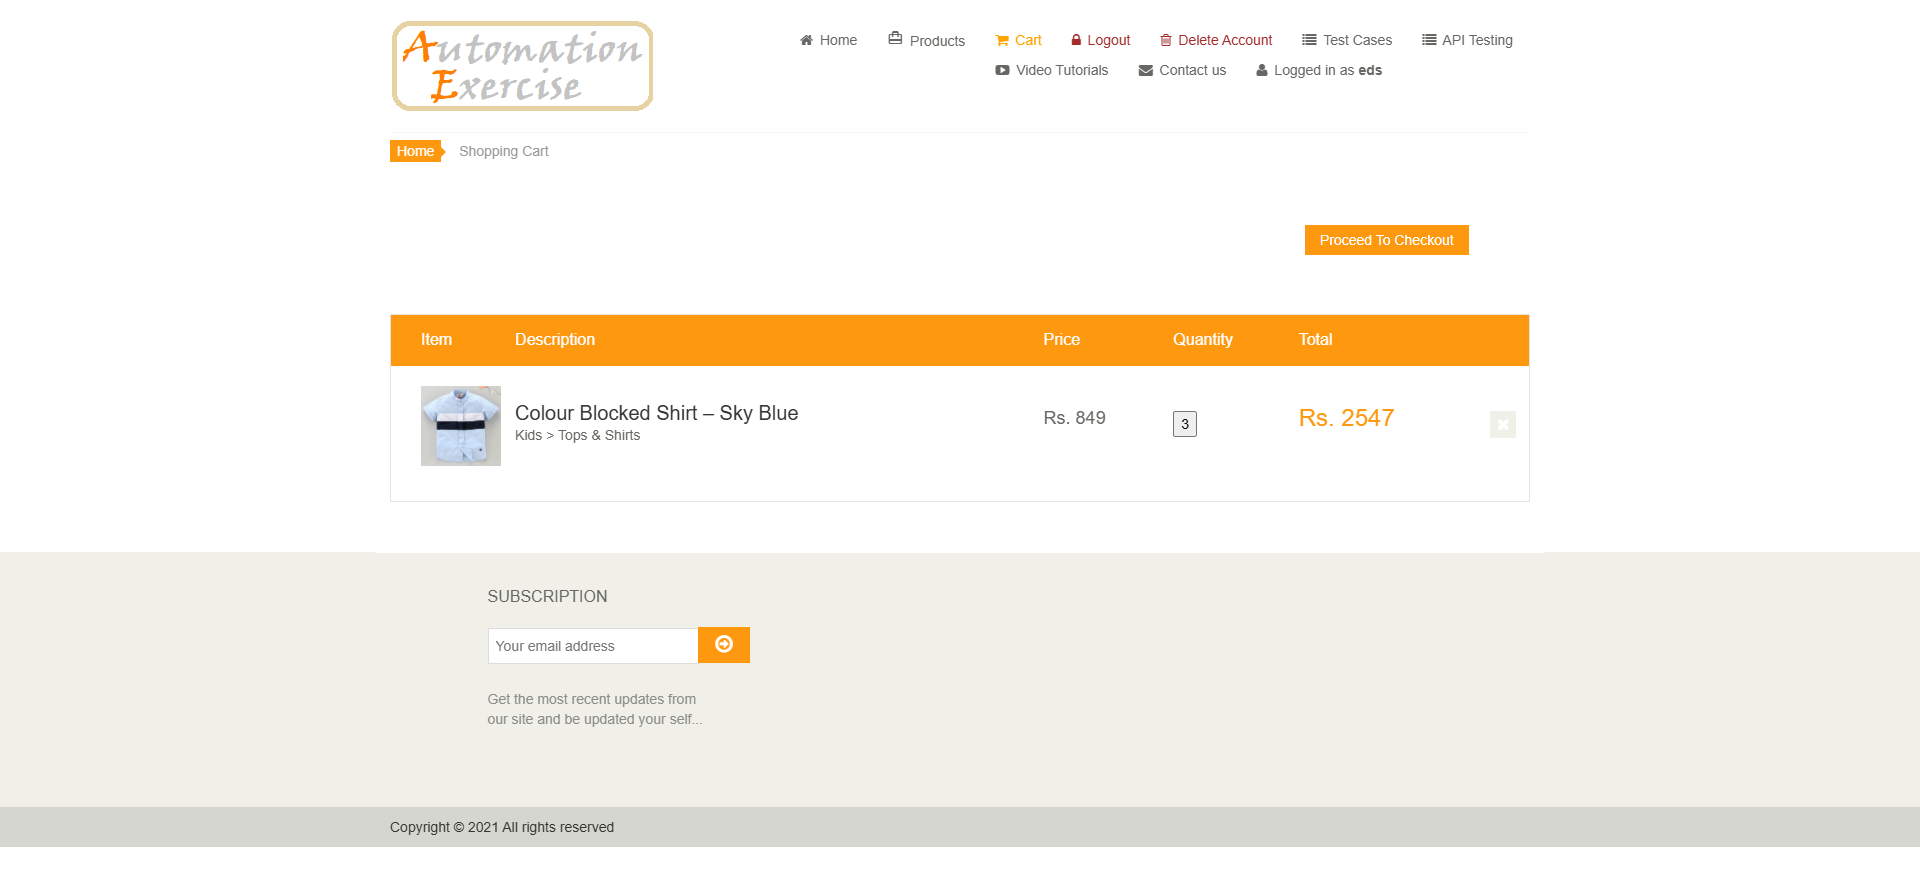 Automation
Exercise
Home Products Cart Logout Delete Account Test Cases API Testing
Video Tutorials Contact us Logged in as eds
Home Shopping Cart
Proceed To Checkout
Item Description Price Quantity Total
Colour Blocked Shirt – Sky Blue Rs. 849 3 Rs. 2547
Kids > Tops & Shirts
SUBSCRIPTION
Your email address
Get the most recent updates from
our site and be updated your self...
Copyright © 2021 All rights reserved